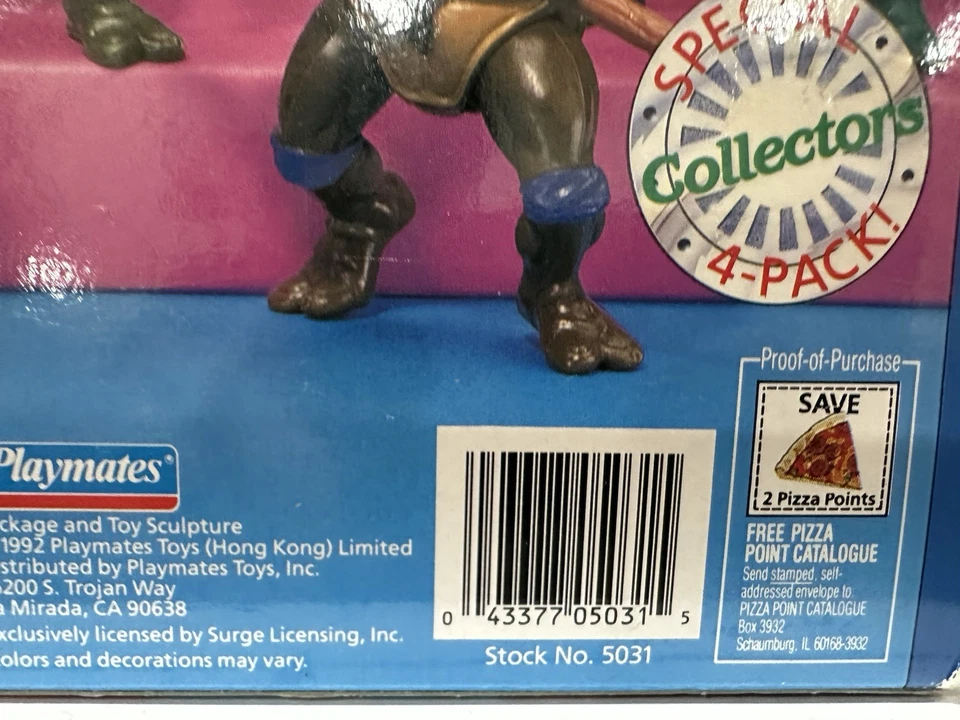 SPECIAL
Collectors
4-PACK!
Proof-of-Purchase
SAVE
2 Pizza Points
FREE PIZZA
POINT CATALOGUE
Send stamped, self-
addressed envelope to
PIZZA POINT CATALOGUE
Box 3932
Schaumburg, IL 60168-3932
Playmates®
ckage and Toy Sculpture
1992 Playmates Toys (Hong Kong) Limited
stributed by Playmates Toys, Inc.
200 S. Trojan Way
a Mirada, CA 90638
xclusively licensed by Surge Licensing, Inc.
olors and decorations may vary.
0 43377 05031 5
Stock No. 5031